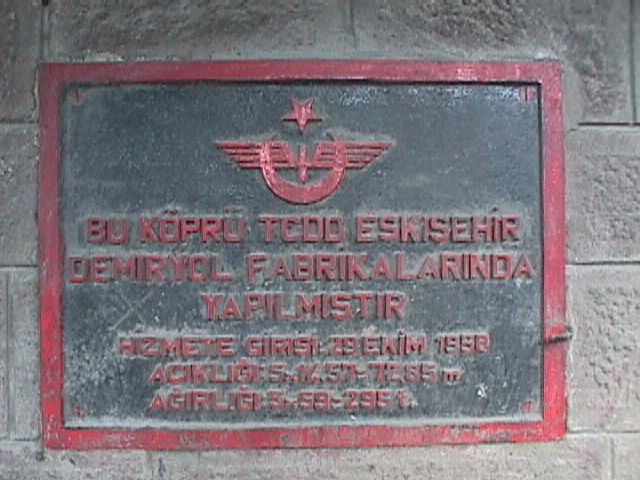 BU KÖPRÜ TCDD ESKİŞEHİR
DEMİRYOL FABRİKALARINDA
YAPILMIŞTIR
HİZMETE GİRİŞİ: 29 EKİM 1998
AÇIKLIĞI: 5x14.57=72.85 m
AĞIRLIĞI: 5x59=295 t.